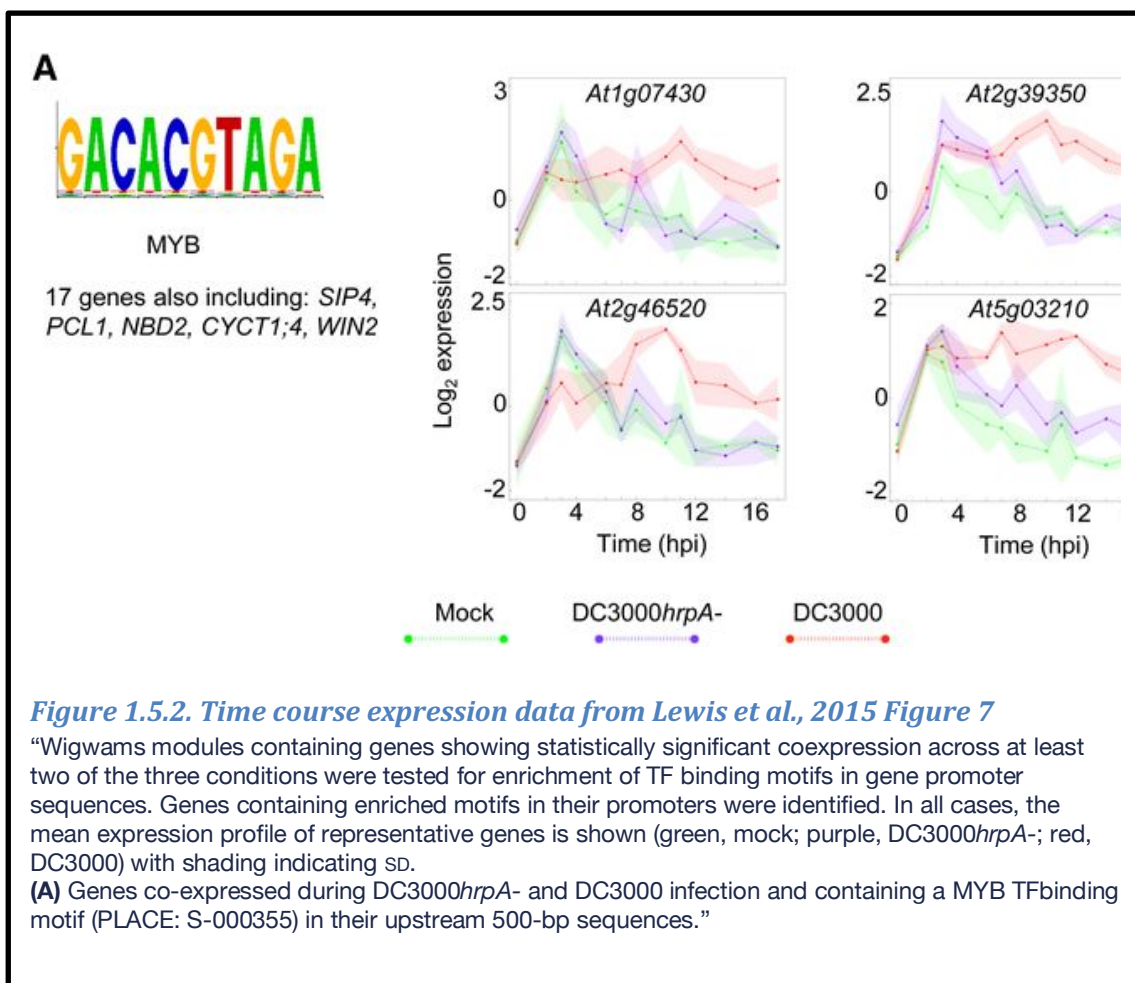 A
GACACGTAGA
MYB
17 genes also including: SIP4,
PCL1, NBD2, CYCT1;4, WIN2
Log2 expression
3
0
-2
At1g07430
2.5
0
-2
At2g39350
2.5
0
-2
At2g46520
0 4 8 12 16
Time (hpi)
2
0
-2
At5g03210
0 4 8 12
Time (hpi)
Mock DC3000hrpA- DC3000
Figure 1.5.2. Time course expression data from Lewis et al., 2015 Figure 7
“Wigwams modules containing genes showing statistically significant coexpression across at least
two of the three conditions were tested for enrichment of TF binding motifs in gene promoter
sequences. Genes containing enriched motifs in their promoters were identified. In all cases, the
mean expression profile of representative genes is shown (green, mock; purple, DC3000hrpA-; red,
DC3000) with shading indicating SD.
(A) Genes co-expressed during DC3000hrpA- and DC3000 infection and containing a MYB TFbinding
motif (PLACE: S-000355) in their upstream 500-bp sequences.”